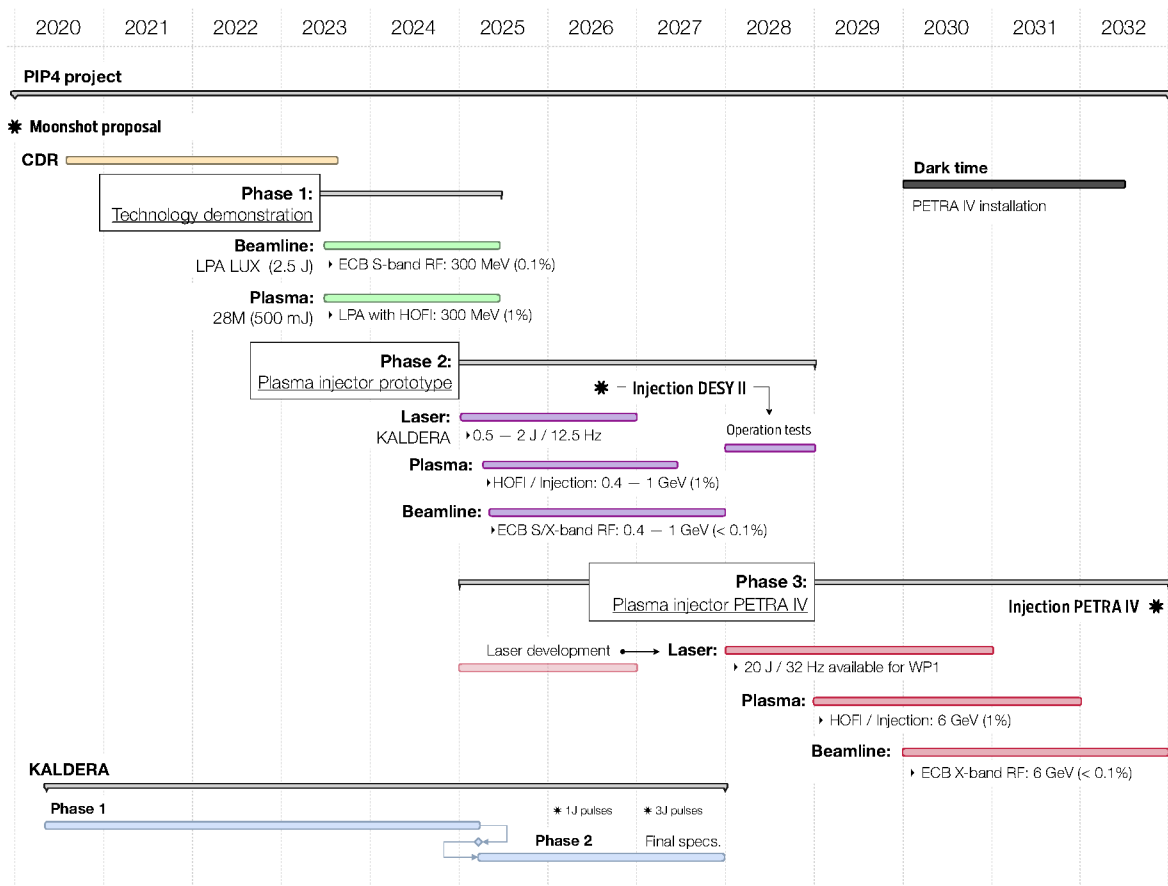 2020 2021 2022 2023 2024 2025 2026 2027 2028 2029 2030 2031 2032
PIP4 project
Moonshot proposal
CDR
Dark time
PETRA IV installation
Phase 1:
Technology demonstration
Beamline:
LPA LUX (2.5 J)
ECB S-band RF: 300 MeV (0.1%)
Plasma:
28M (500 mJ)
LPA with HOFI: 300 MeV (1%)
Phase 2:
Plasma injector prototype
Injection DESY II
Operation tests
Laser:
KALDERA
0.5 — 2 J / 12.5 Hz
Plasma:
HOFI / Injection: 0.4 — 1 GeV (1%)
Beamline:
ECB S/X-band RF: 0.4 — 1 GeV (< 0.1%)
Phase 3:
Plasma injector PETRA IV
Injection PETRA IV
Laser development
Laser:
20 J / 32 Hz available for WP1
Plasma:
HOFI / Injection: 6 GeV (1%)
Beamline:
ECB X-band RF: 6 GeV (< 0.1%)
KALDERA
Phase 1
1J pulses
3J pulses
Phase 2
Final specs.